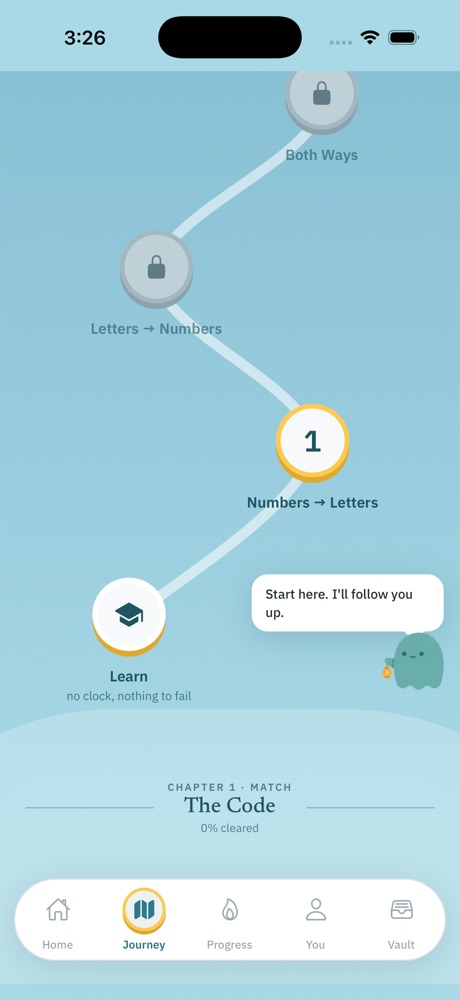 3:26
Both Ways
Letters → Numbers
1
Numbers → Letters
Start here. I'll follow you
up.
Learn
no clock, nothing to fail
CHAPTER 1 · MATCH
The Code
0% cleared
Home
Journey
Progress
You
Vault